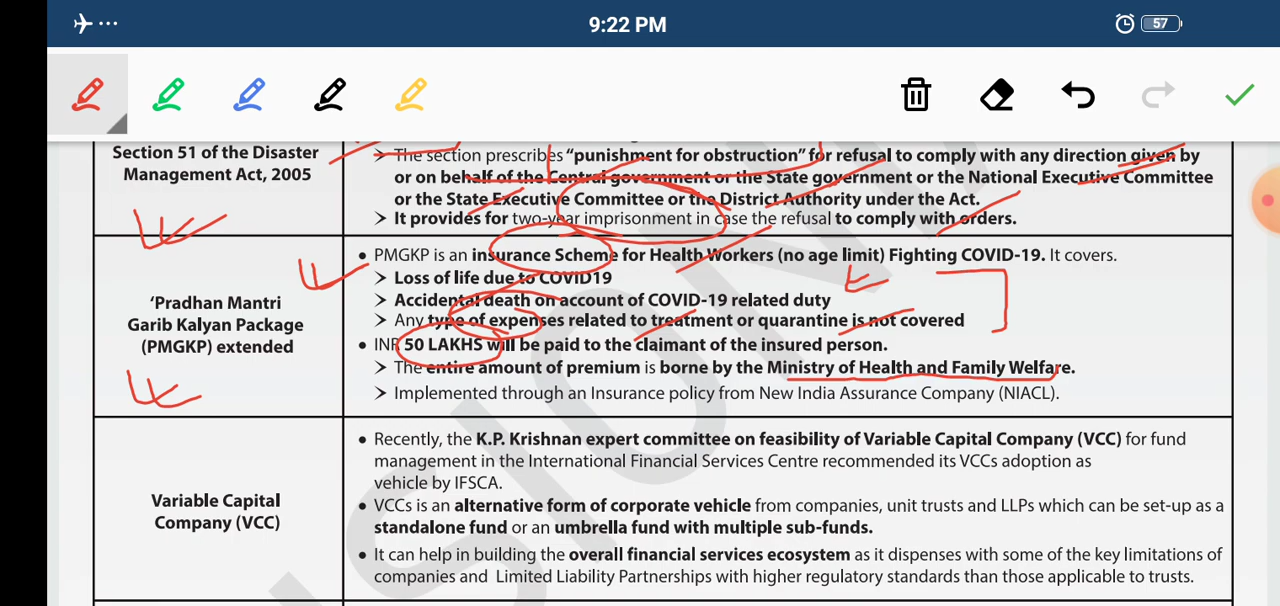 9:22 PM
57
Section 51 of the Disaster
Management Act, 2005
➤ The section prescribes “punishment for obstruction” for refusal to comply with any direction given by
or on behalf of the Central government or the State government or the National Executive Committee
or the State Executive Committee or the District Authority under the Act.
➤ It provides for two-year imprisonment in case the refusal to comply with orders.
‘Pradhan Mantri
Garib Kalyan Package
(PMGKP) extended
• PMGKP is an insurance Scheme for Health Workers (no age limit) Fighting COVID-19. It covers.
➤ Loss of life due to COVID19
➤ Accidental death on account of COVID-19 related duty
➤ Any type of expenses related to treatment or quarantine is not covered
• INR 50 LAKHS will be paid to the claimant of the insured person.
➤ The entire amount of premium is borne by the Ministry of Health and Family Welfare.
➤ Implemented through an Insurance policy from New India Assurance Company (NIACL).
Variable Capital
Company (VCC)
• Recently, the K.P. Krishnan expert committee on feasibility of Variable Capital Company (VCC) for fund
management in the International Financial Services Centre recommended its VCCs adoption as
vehicle by IFSCA.
• VCCs is an alternative form of corporate vehicle from companies, unit trusts and LLPs which can be set-up as a
standalone fund or an umbrella fund with multiple sub-funds.
• It can help in building the overall financial services ecosystem as it dispenses with some of the key limitations of
companies and Limited Liability Partnerships with higher regulatory standards than those applicable to trusts.